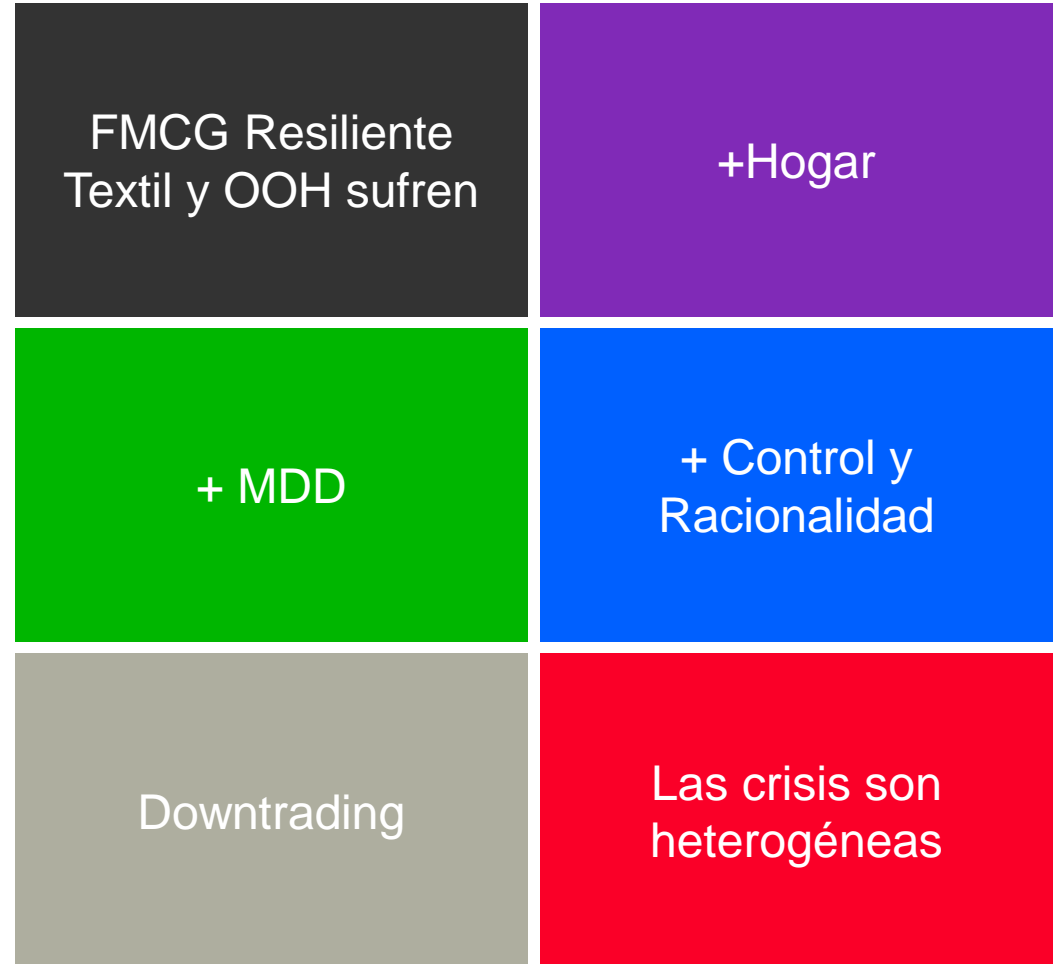 FMCG Resiliente
Textil y OOH sufren
+Hogar
+ MDD
+ Control y
Racionalidad
Downtrading
Las crisis son
heterogéneas